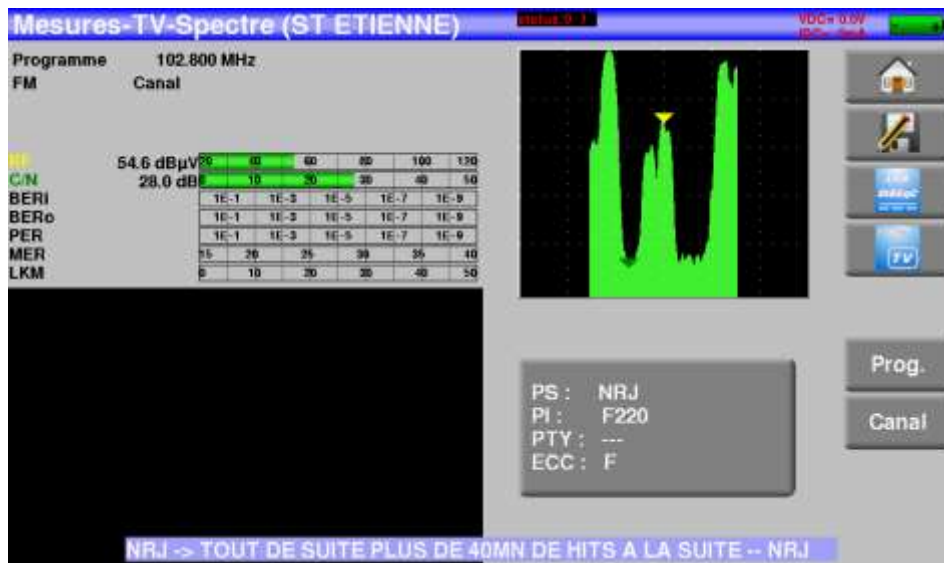 Mesures-TV-Spectre (ST ETIENNE)
VDC= 0.0V
Programme 102.800 MHz
FM Canal
RF 54.6 dBµV 20 40 60 80 100 120
C/N 28.0 dB 0 10 20 30 40 50
BERi 1E-1 1E-3 1E-5 1E-7 1E-9
BERo 1E-1 1E-3 1E-5 1E-7 1E-9
PER 1E-1 1E-3 1E-5 1E-7 1E-9
MER 15 20 25 30 35 40
LKM 0 10 20 30 40 50
TV
Prog.
Canal
PS : NRJ
PI : F220
PTY : ---
ECC : F
NRJ -> TOUT DE SUITE PLUS DE 40MN DE HITS A LA SUITE -- NRJ